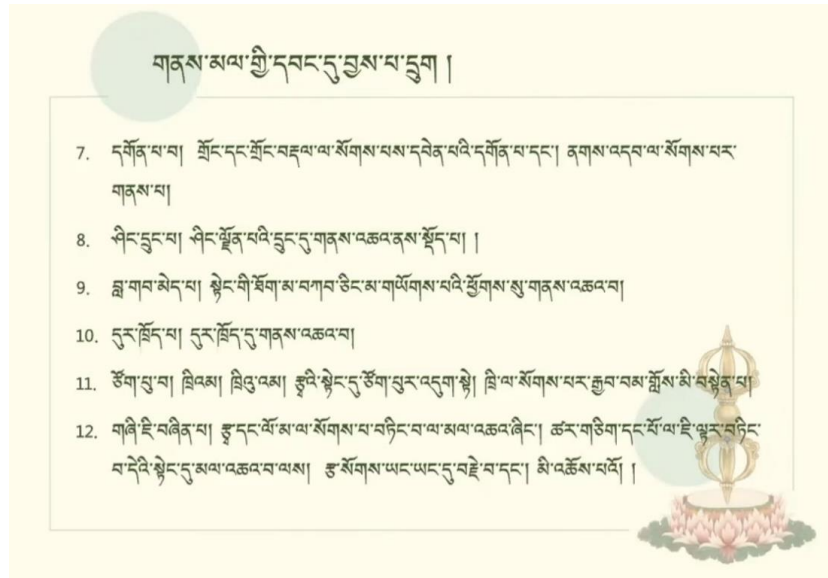 གནས་མལ་གྱི་དབང་དུ་བྱས་པ་དྲུག །
7. དགོན་པ་བ། གྲོང་དང་གྲོང་བརྡལ་ལ་སོགས་པས་དབེན་པའི་དགོན་པ་དང་། ནགས་འདབ་ལ་སོགས་པར་
གནས་པ།
8. ཤིང་དྲུང་པ། ཤིང་ལྗོན་པའི་དྲུང་དུ་གནས་འཆའ་ནས་སྡོད་པ། །
9. བླ་གབ་མེད་པ། སྟེང་གི་ཐོག་མ་བཀབ་ཅིང་མ་གཡོགས་པའི་ཕྱོགས་སུ་གནས་འཆའ་བ།
10. དུར་ཁྲོད་པ། དུར་ཁྲོད་དུ་གནས་འཆའ་བ།
11. ཙོག་པུ་བ། ཁྲིའམ། ཁྲིའུ་འམ། རྩྭའི་སྟེང་དུ་ཙོག་པུར་འདུག་སྟེ། ཁྲི་ལ་སོགས་པར་རྒྱབ་བམ་གློས་མི་བསྟེན་པ།
12. གཞི་ཇི་བཞིན་པ། རྩྭ་དང་ལོ་མ་ལ་སོགས་པ་བཏིང་བ་ལ་མལ་འཆའ་ཞིང་། ཚར་གཅིག་དང་པོ་ལ་ཇི་ལྟར་བཏིང་
བ་དེའི་སྟེང་དུ་མལ་འཆའ་བ་ལས། རྩྭ་སོགས་ཡང་ཡང་དུ་བརྗེ་བ་དང་། མི་འཆོས་པའོ། །